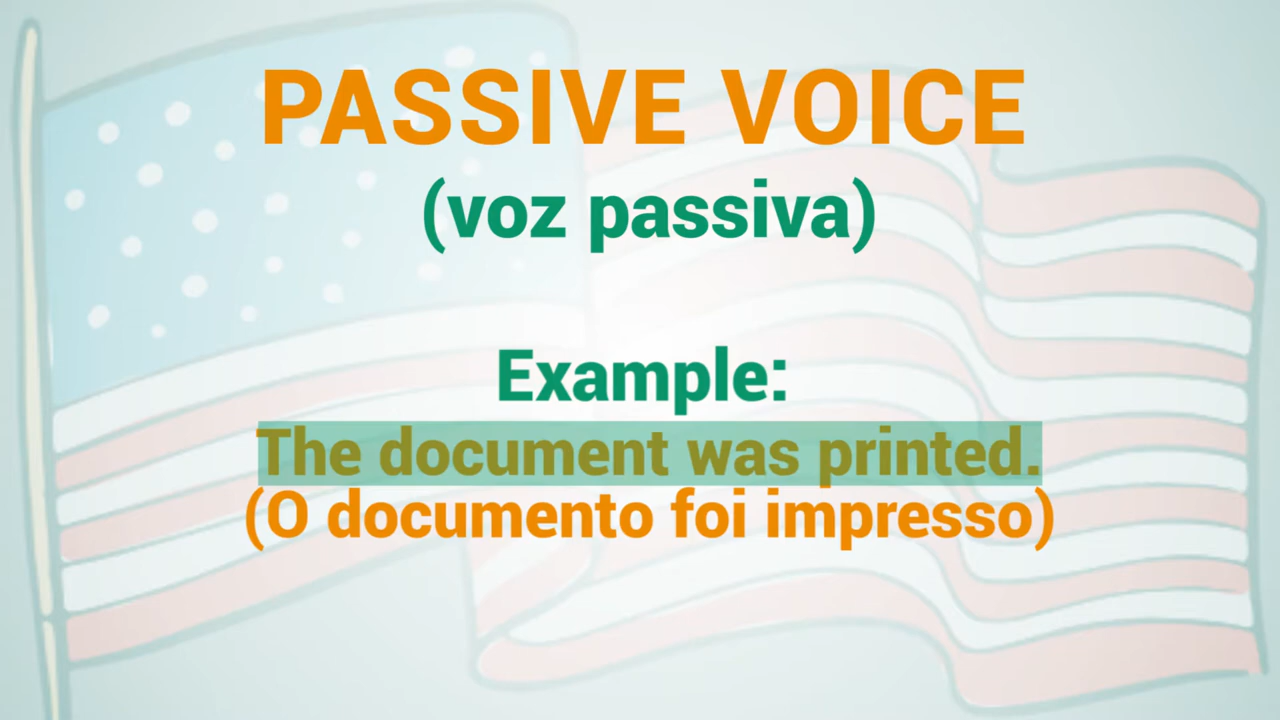 PASSIVE VOICE
(voz passiva)
Example:
The document was printed.
(O documento foi impresso)